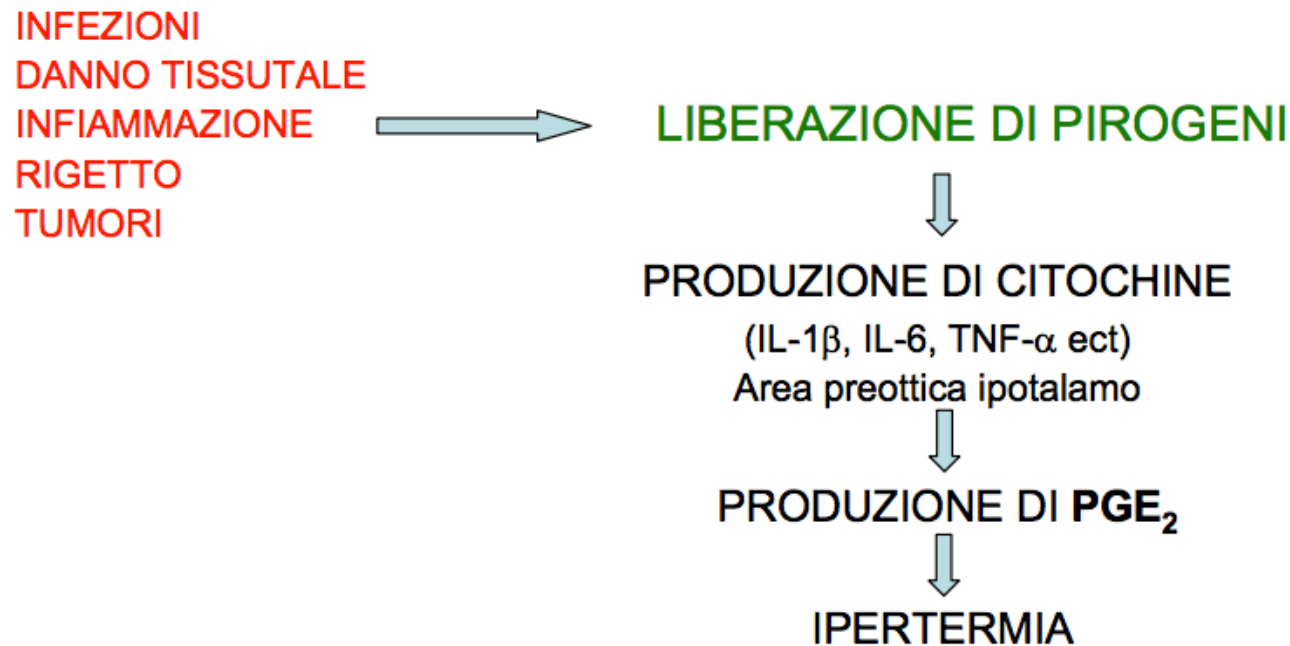 INFEZIONI
DANNO TISSUTALE
INFIAMMAZIONE
RIGETTO
TUMORI
LIBERAZIONE DI PIROGENI
PRODUZIONE DI CITOCHINE
(IL-1β, IL-6, TNF-α ect)
Area preottica ipotalamo
PRODUZIONE DI PGE₂
IPERTERMIA